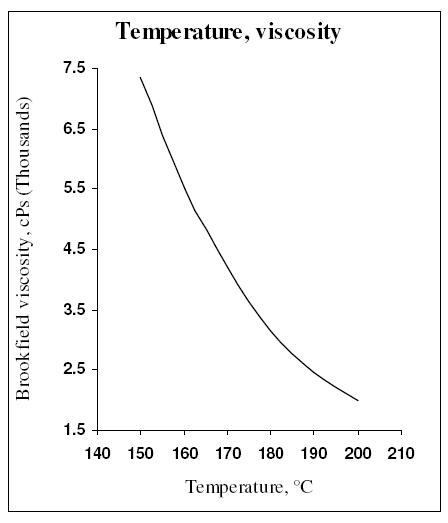 Temperature, viscosity
Brookfield viscosity, cPs (Thousands)
7.5
6.5
5.5
4.5
3.5
2.5
1.5
140 150 160 170 180 190 200 210
Temperature, °C